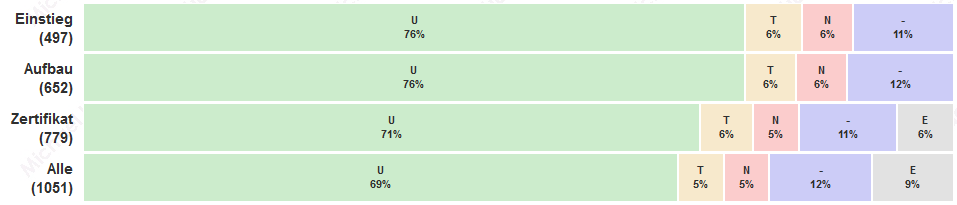 Einstieg
(497)
U
76%
T
6%
N
6%
-
11%
Aufbau
(652)
U
76%
T
6%
N
6%
-
12%
Zertifikat
(779)
U
71%
T
6%
N
5%
-
11%
E
6%
Alle
(1051)
U
69%
T
5%
N
5%
-
12%
E
9%